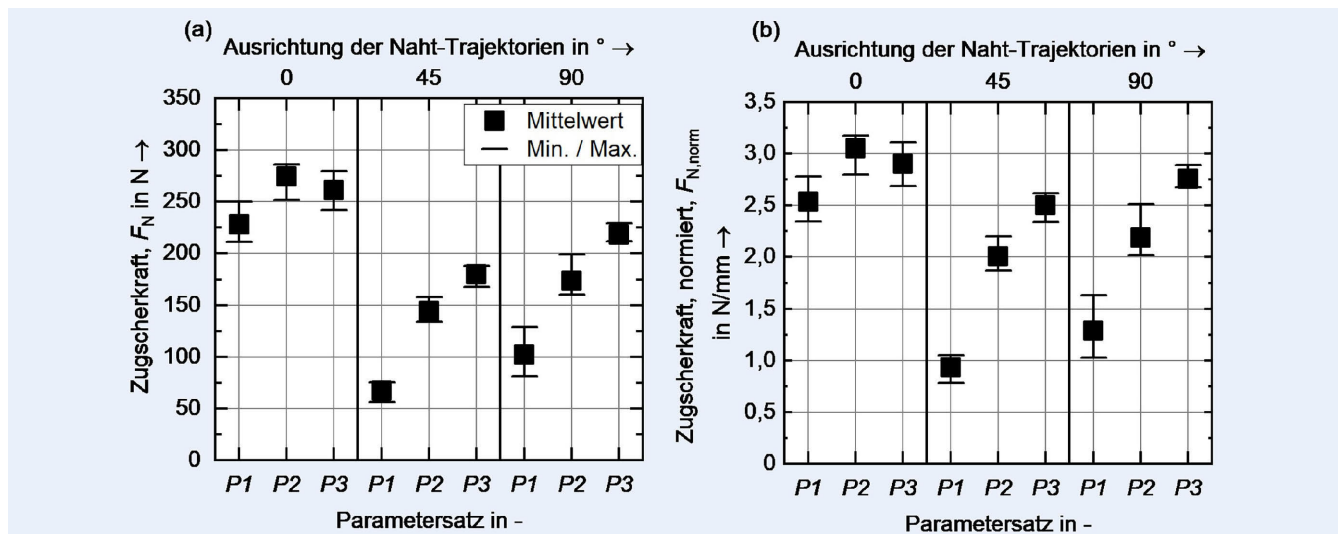 (a)
Ausrichtung der Naht-Trajektorien in ° →
0 45 90
Zugscherkraft, F_N in N →
350
300
250
200
150
100
50
0
Mittelwert
Min. / Max.
P1 P2 P3 P1 P2 P3 P1 P2 P3
Parametersatz in -
(b)
Ausrichtung der Naht-Trajektorien in ° →
0 45 90
Zugscherkraft, normiert, F_N,norm
in N/mm →
3,5
3,0
2,5
2,0
1,5
1,0
0,5
0
P1 P2 P3 P1 P2 P3 P1 P2 P3
Parametersatz in -